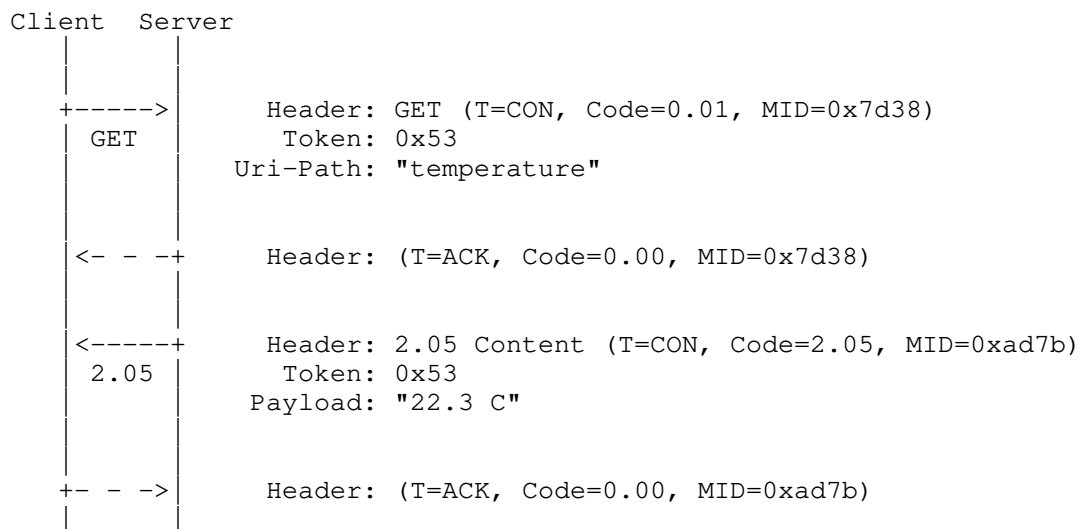 Client Server
+----->| Header: GET (T=CON, Code=0.01, MID=0x7d38)
| GET | Token: 0x53
Uri-Path: "temperature"
|<- - -+ Header: (T=ACK, Code=0.00, MID=0x7d38)
|<-----+ Header: 2.05 Content (T=CON, Code=2.05, MID=0xad7b)
| 2.05 | Token: 0x53
Payload: "22.3 C"
+- - ->| Header: (T=ACK, Code=0.00, MID=0xad7b)